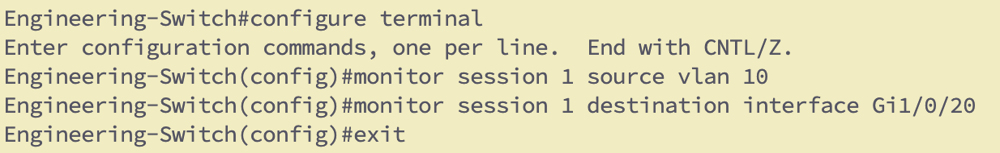 Engineering-Switch#configure terminal
Enter configuration commands, one per line.  End with CNTL/Z.
Engineering-Switch(config)#monitor session 1 source vlan 10
Engineering-Switch(config)#monitor session 1 destination interface Gi1/0/20
Engineering-Switch(config)#exit